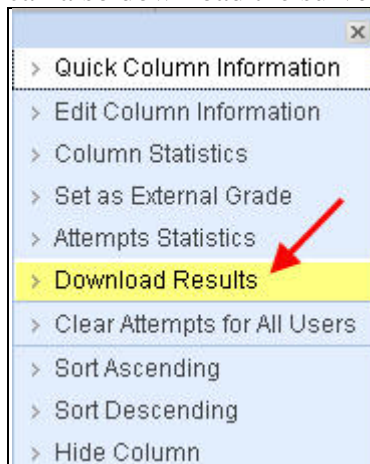 > Quick Column Information
> Edit Column Information
> Column Statistics
> Set as External Grade
> Attempts Statistics
> Download Results
> Clear Attempts for All Users
> Sort Ascending
> Sort Descending
> Hide Column